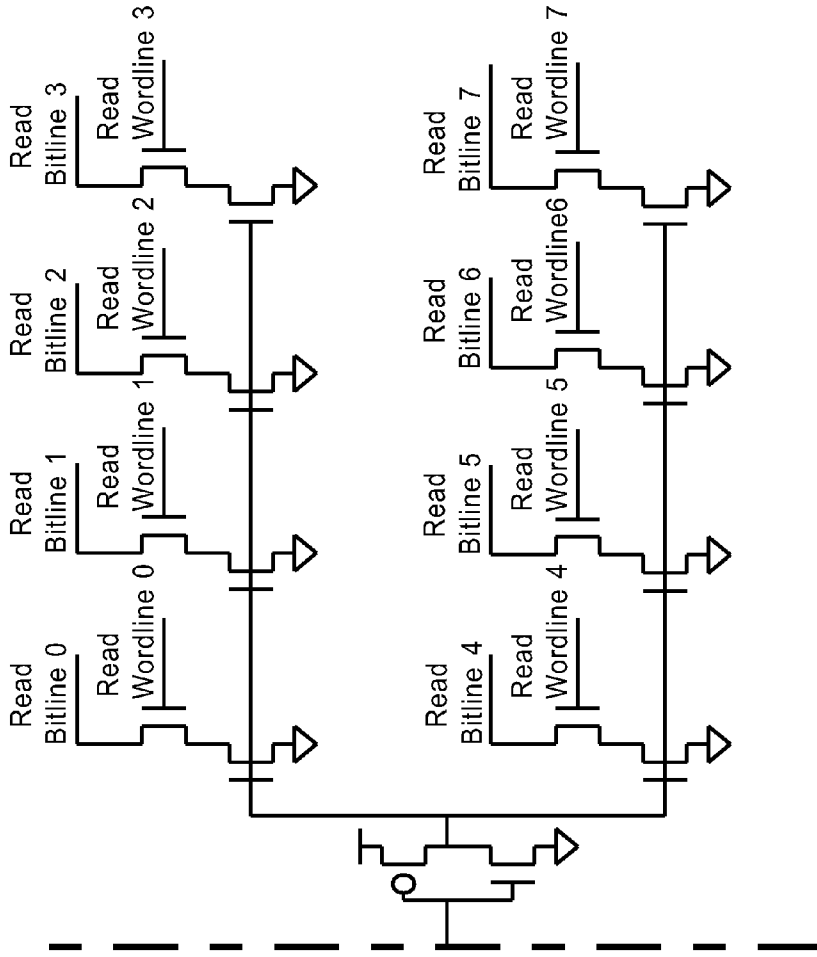 Read
Bitline 0
Read
Wordline 0
Read
Bitline 1
Read
Wordline 1
Read
Bitline 2
Read
Wordline 2
Read
Bitline 3
Read
Wordline 3
Read
Bitline 4
Read
Wordline 4
Read
Bitline 5
Read
Wordline 5
Read
Bitline 6
Read
Wordline6
Read
Bitline 7
Read
Wordline 7